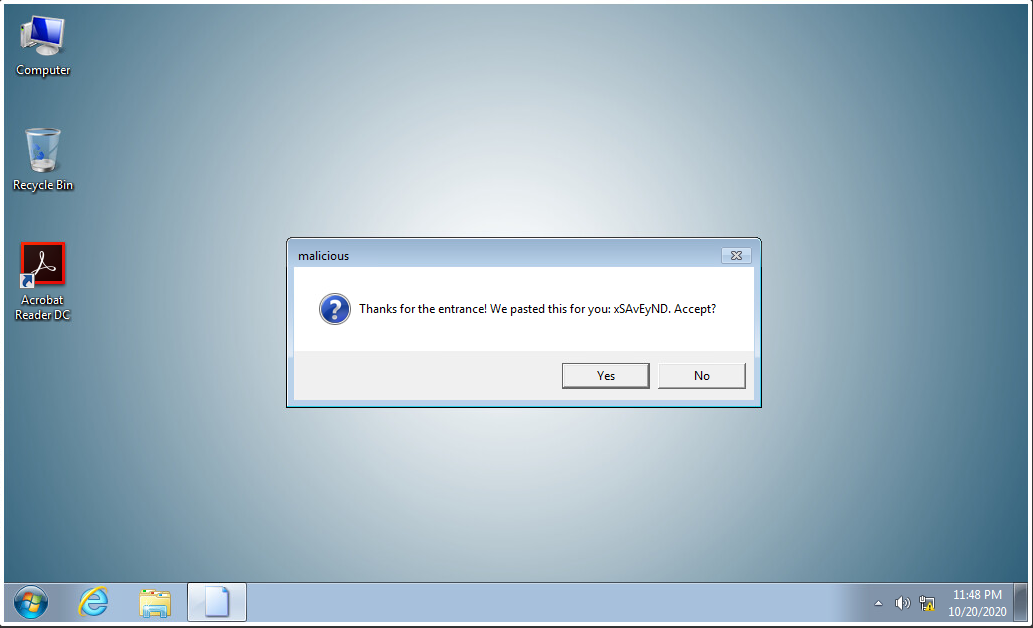 Computer
Recycle Bin
Acrobat
Reader DC
malicious
Thanks for the entrance! We pasted this for you: xSAvEyND. Accept?
Yes
No
11:48 PM
10/20/2020